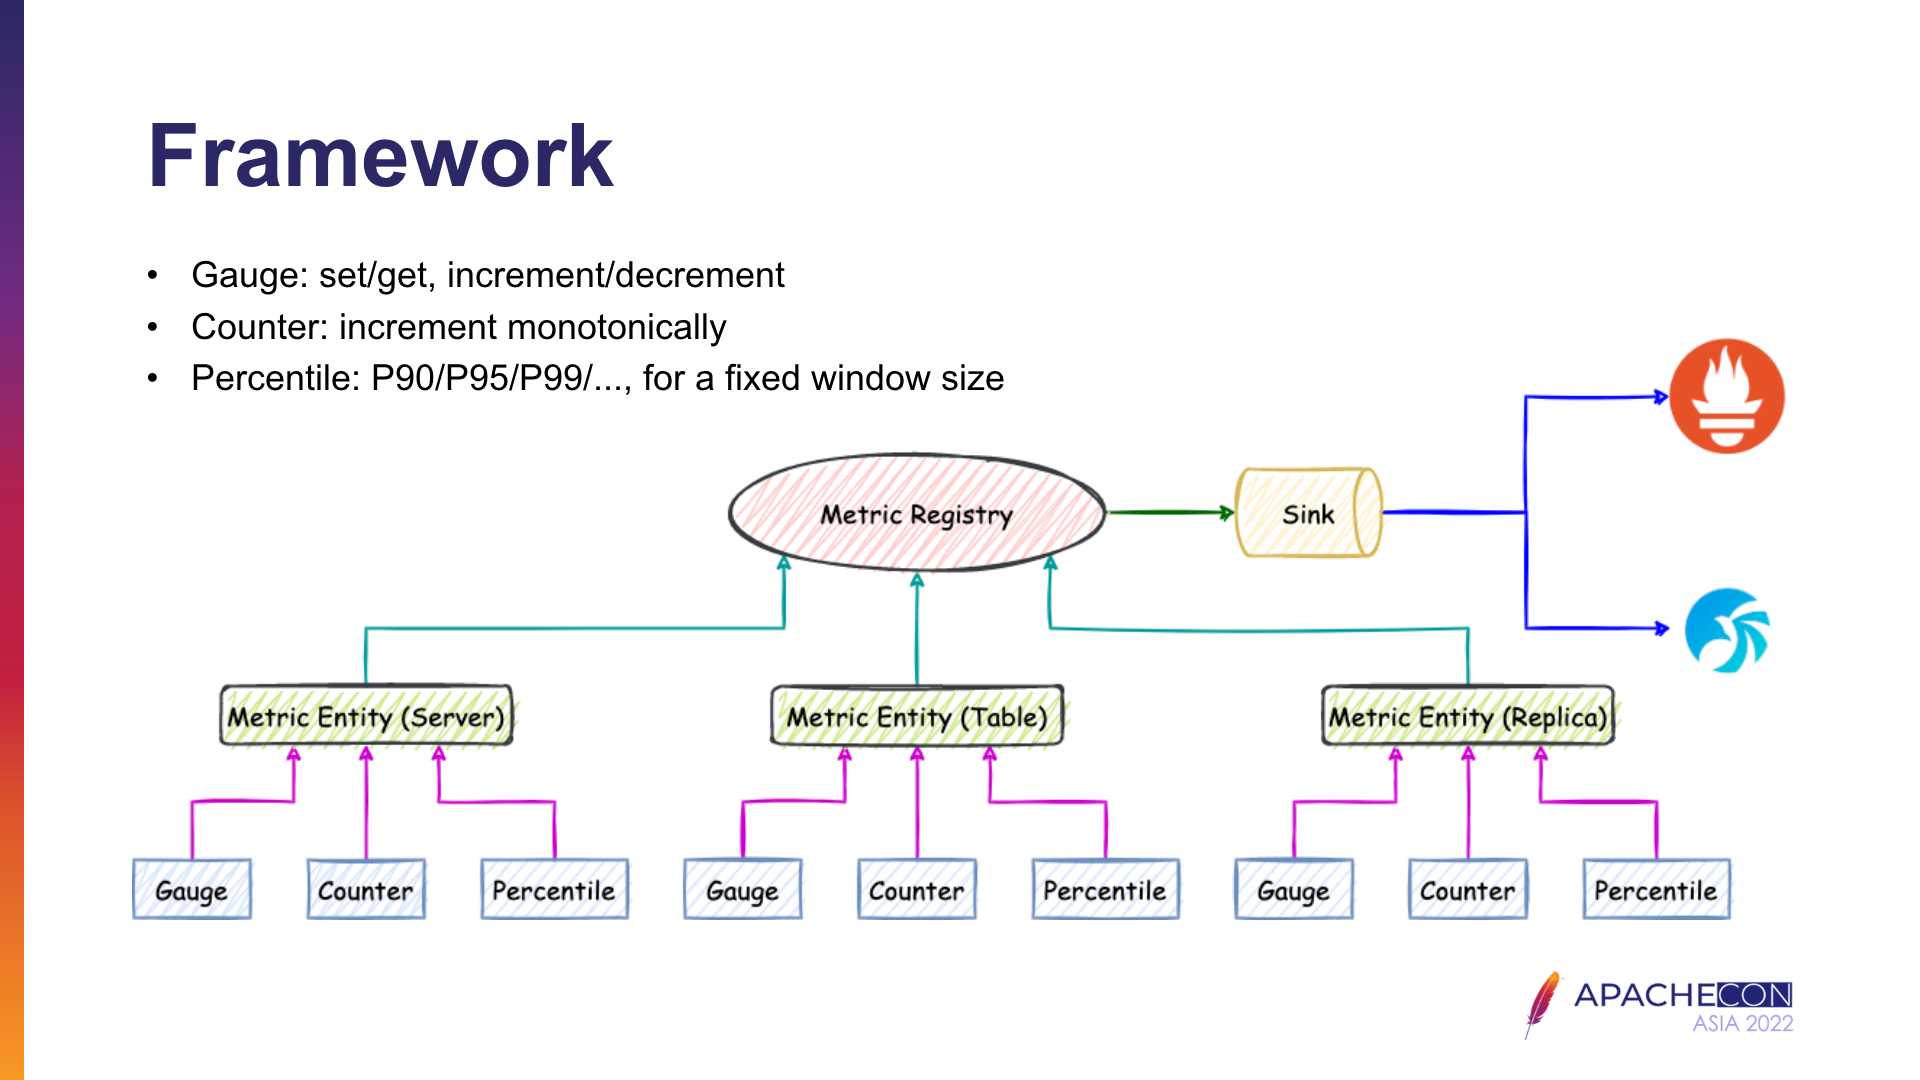 Framework
• Gauge: set/get, increment/decrement
• Counter: increment monotonically
• Percentile: P90/P95/P99/..., for a fixed window size
Metric Registry
Sink
Metric Entity (Server)
Metric Entity (Table)
Metric Entity (Replica)
Gauge
Counter
Percentile
Gauge
Counter
Percentile
Gauge
Counter
Percentile
APACHECON
ASIA 2022